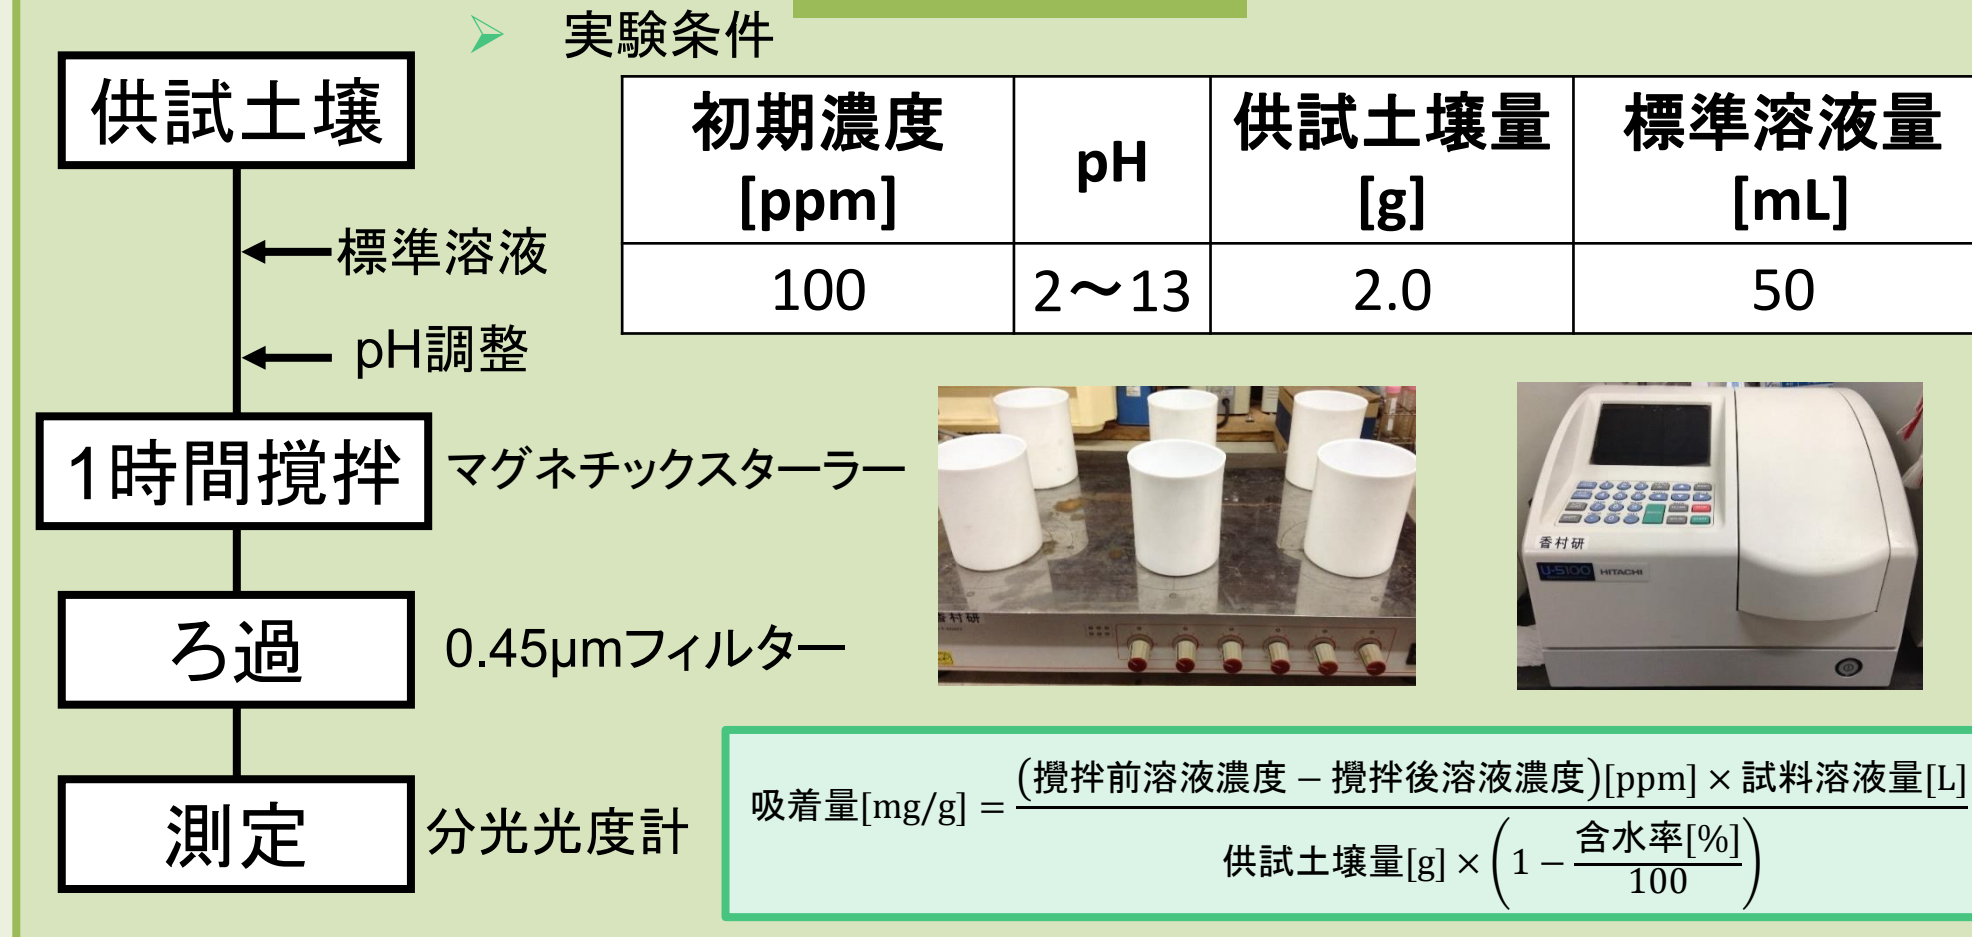 実験条件
供試土壌
標準溶液
pH調整
1時間撹拌
マグネチックスターラー
ろ過
0.45μmフィルター
測定
分光光度計
初期濃度 [ppm] pH 供試土壌量 [g] 標準溶液量 [mL]
100 2～13 2.0 50
香村研
香村研
U-5100 HITACHI
吸着量[mg/g] = (攪拌前溶液濃度 − 攪拌後溶液濃度)[ppm] × 試料溶液量[L]
供試土壌量[g] × (1 − 含水率[%]/100)